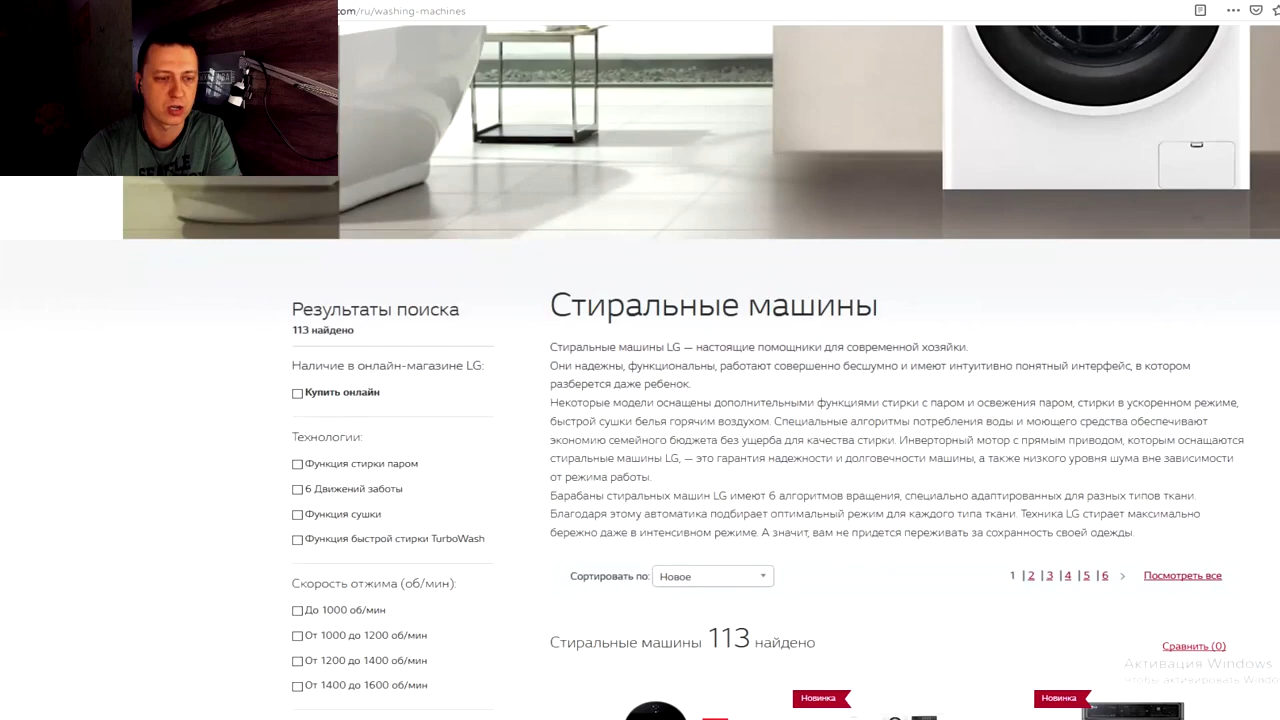 com/ru/washing-machines
Результаты поиска
113 найдено
Наличие в онлайн-магазине LG:
Купить онлайн
Технологии:
Функция стирки паром
6 Движений заботы
Функция сушки
Функция быстрой стирки TurboWash
Скорость отжима (об/мин):
До 1000 об/мин
От 1000 до 1200 об/мин
От 1200 до 1400 об/мин
От 1400 до 1600 об/мин
Стиральные машины
Стиральные машины LG — настоящие помощники для современной хозяйки.
Они надежны, функциональны, работают совершенно бесшумно и имеют интуитивно понятный интерфейс, в котором
разберется даже ребенок.
Некоторые модели оснащены дополнительными функциями стирки с паром и освежения паром, стирки в ускоренном режиме,
быстрой сушки белья горячим воздухом. Специальные алгоритмы потребления воды и моющего средства обеспечивают
экономию семейного бюджета без ущерба для качества стирки. Инверторный мотор с прямым приводом, которым оснащаются
стиральные машины LG, — это гарантия надежности и долговечности машины, а также низкого уровня шума вне зависимости
от режима работы.
Барабаны стиральных машин LG имеют 6 алгоритмов вращения, специально адаптированных для разных типов ткани.
Благодаря этому автоматика подбирает оптимальный режим для каждого типа ткани. Техника LG стирает максимально
бережно даже в интенсивном режиме. А значит, вам не придется переживать за сохранность своей одежды.
Сортировать по: Новое
1 | 2 | 3 | 4 | 5 | 6 > Посмотреть все
Стиральные машины 113 найдено
Сравнить (0)
Активация Windows
Новинка
Новинка